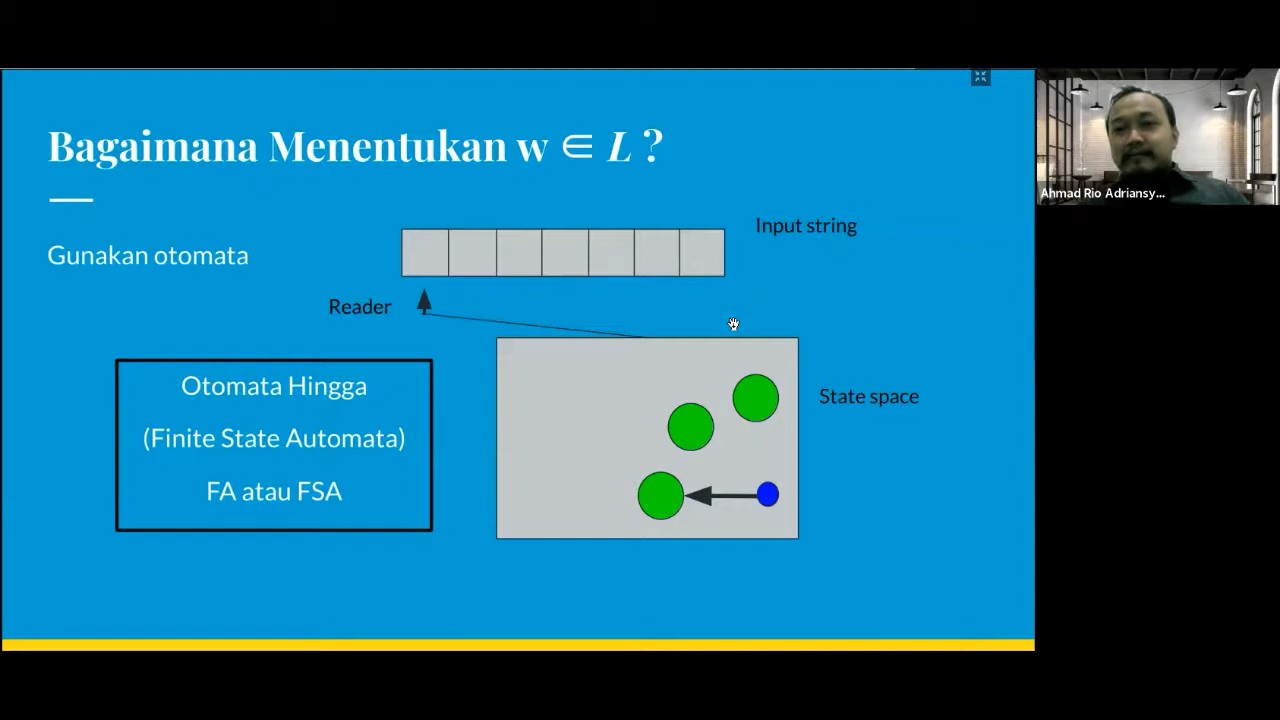 Bagaimana Menentukan w ∈ L ?
Input string
Gunakan otomata
Reader
Otomata Hingga
(Finite State Automata)
FA atau FSA
State space
Ahmad Rio Adriansy...